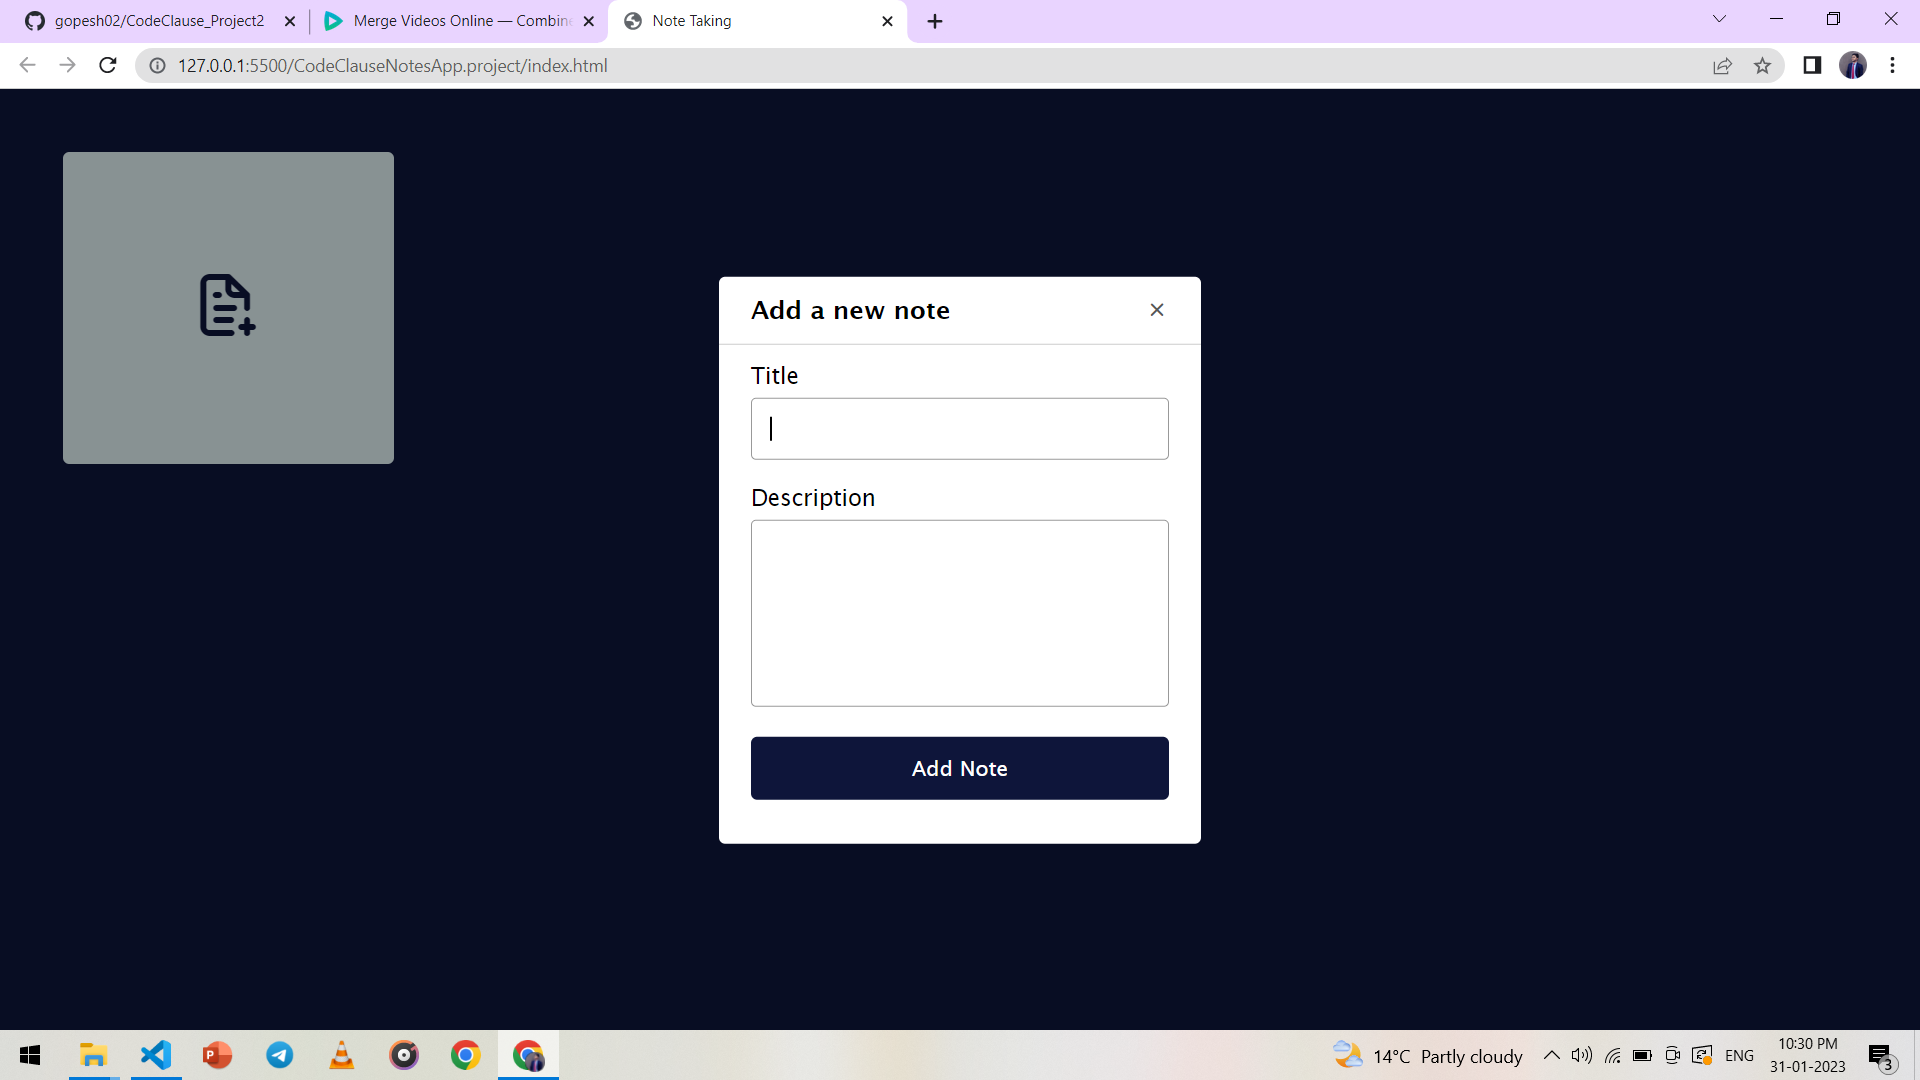 gopesh02/CodeClause_Project2
Merge Videos Online — Combine
Note Taking
127.0.0.1:5500/CodeClauseNotesApp.project/index.html
Add a new note
Title
Description
Add Note
14°C Partly cloudy
ENG
10:30 PM
31-01-2023
3